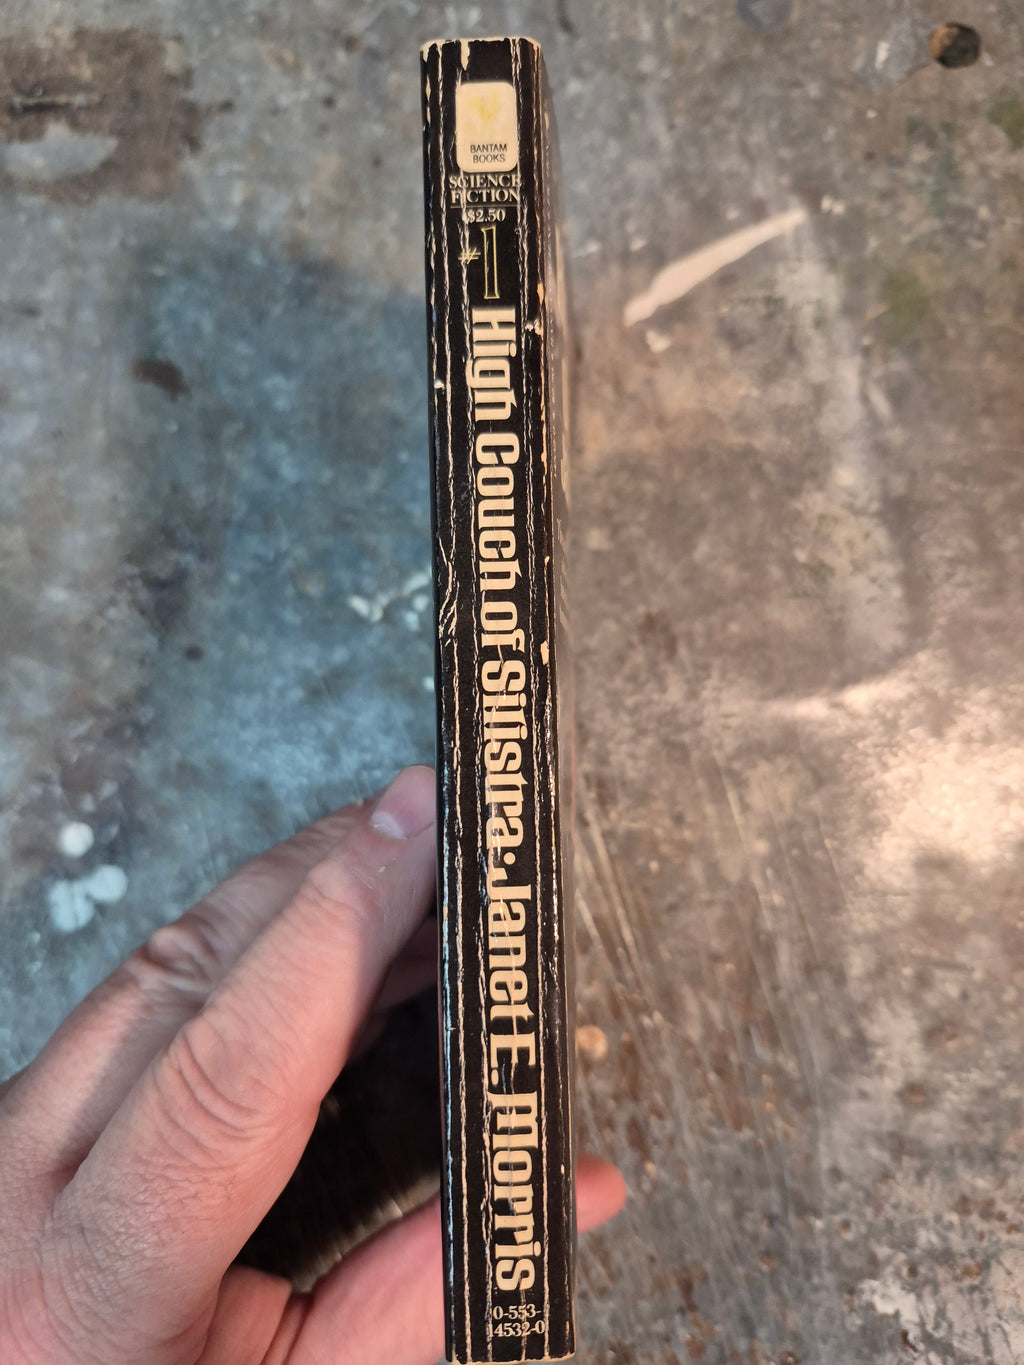 BANTAM
BOOKS
SCIENCE
FICTION
$2.50
#1
High Couch of Silistra • Janet E. Morris
0-553-
14532-0